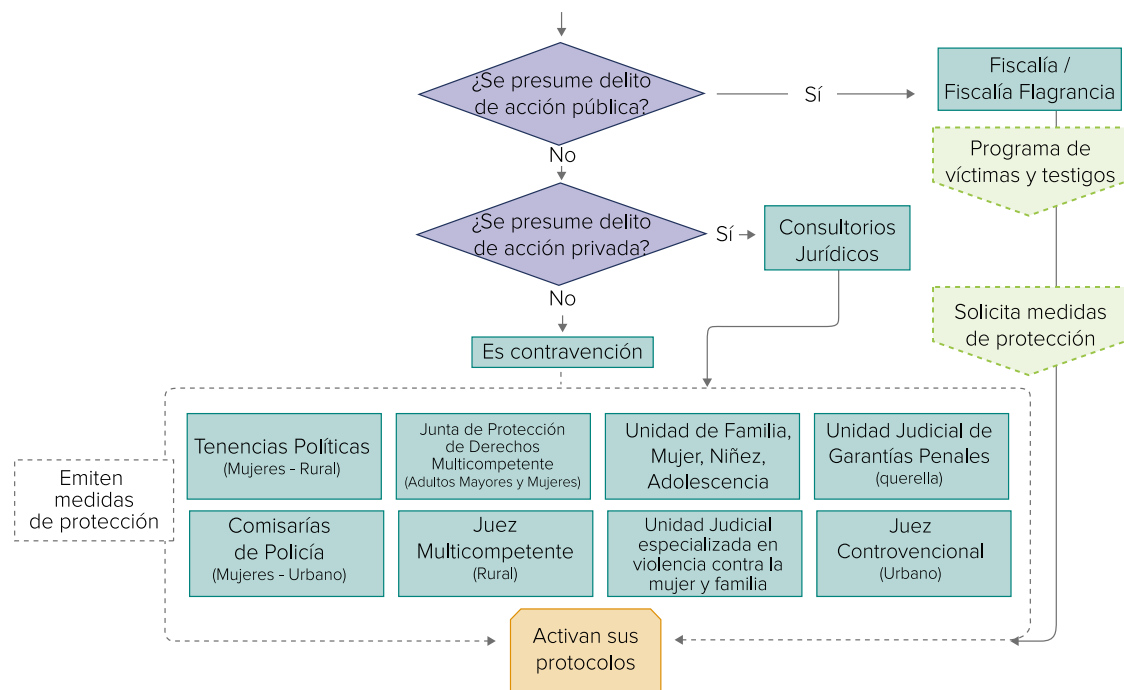 ¿Se presume delito
de acción pública?
Sí
Fiscalía /
Fiscalía Flagrancia
No
Programa de
víctimas y testigos
¿Se presume delito
de acción privada?
Sí
Consultorios
Jurídicos
No
Solicita medidas
de protección
Es contravención
Emiten
medidas
de protección
Tenencias Políticas
(Mujeres - Rural)
Junta de Protección
de Derechos
Multicompetente
(Adultos Mayores y Mujeres)
Unidad de Familia,
Mujer, Niñez,
Adolescencia
Unidad Judicial de
Garantías Penales
(querella)
Comisarías
de Policía
(Mujeres - Urbano)
Juez
Multicompetente
(Rural)
Unidad Judicial
especializada en
violencia contra la
mujer y familia
Juez
Controvencional
(Urbano)
Activan sus
protocolos